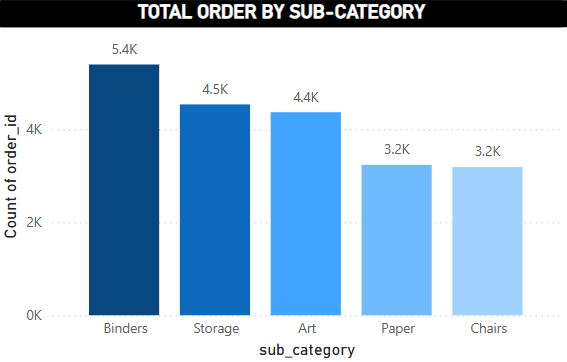 TOTAL ORDER BY SUB-CATEGORY
5.4K
4.5K
4.4K
3.2K
3.2K
Count of order_id
4K
2K
0K
Binders Storage Art Paper Chairs
sub_category